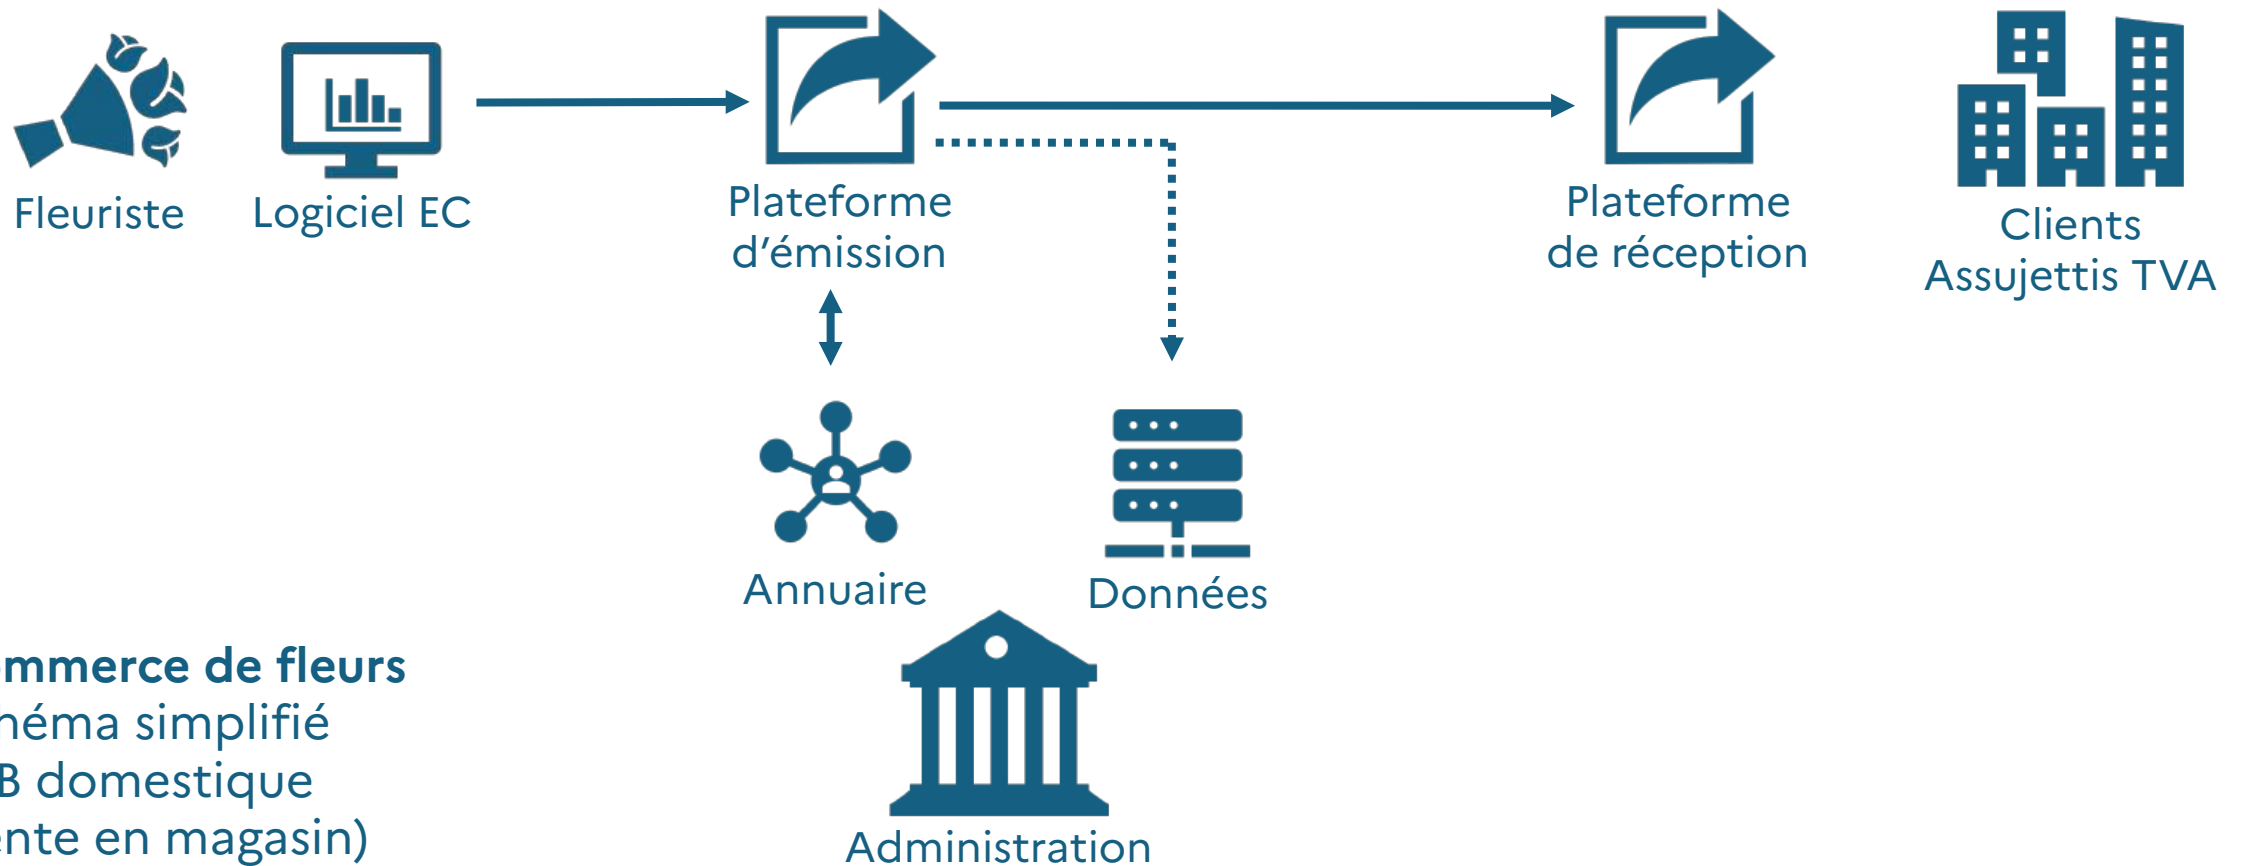 Fleuriste
Logiciel EC
Plateforme
d’émission
Plateforme
de réception
Clients
Assujettis TVA
Annuaire
Données
mmerce de fleurs
héma simplifié
B domestique
ente en magasin)
Administration